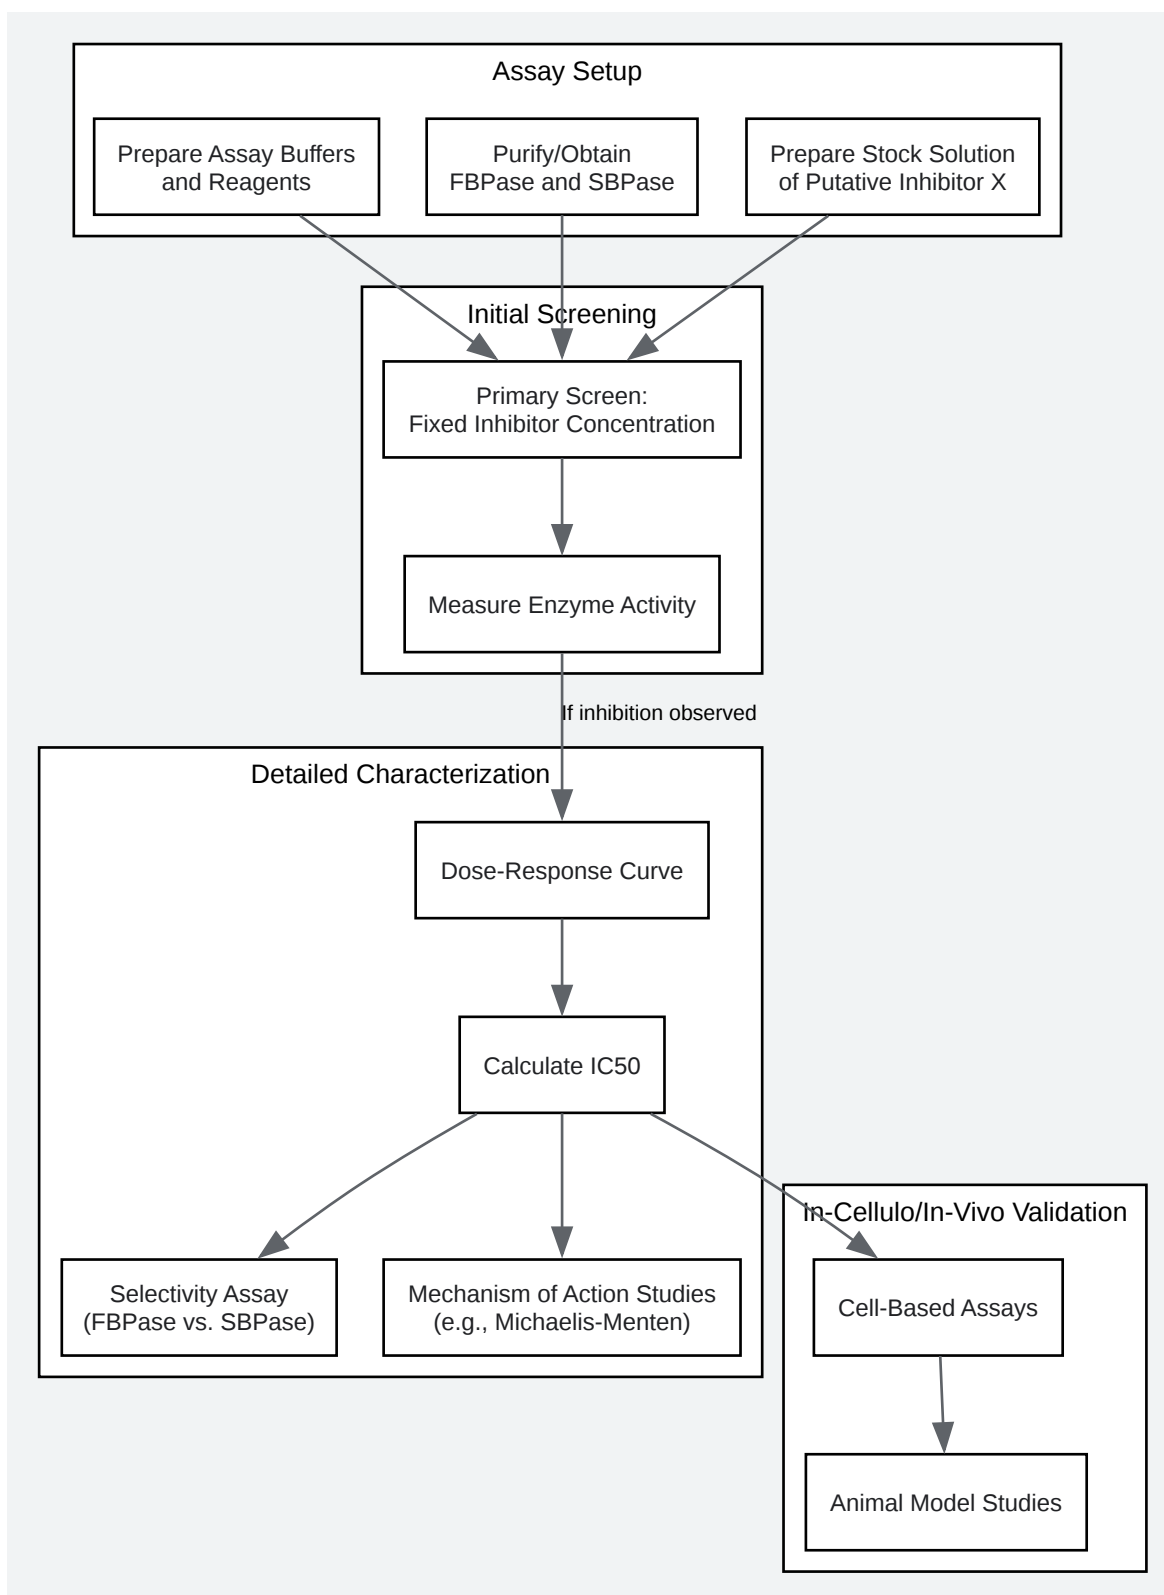 Assay Setup
Prepare Assay Buffers
and Reagents
Purify/Obtain
FBPase and SBPase
Prepare Stock Solution
of Putative Inhibitor X
Initial Screening
Primary Screen:
Fixed Inhibitor Concentration
Measure Enzyme Activity
If inhibition observed
Detailed Characterization
Dose-Response Curve
Calculate IC50
In-Cellulo/In-Vivo Validation
Selectivity Assay
(FBPase vs. SBPase)
Mechanism of Action Studies
(e.g., Michaelis-Menten)
Cell-Based Assays
Animal Model Studies